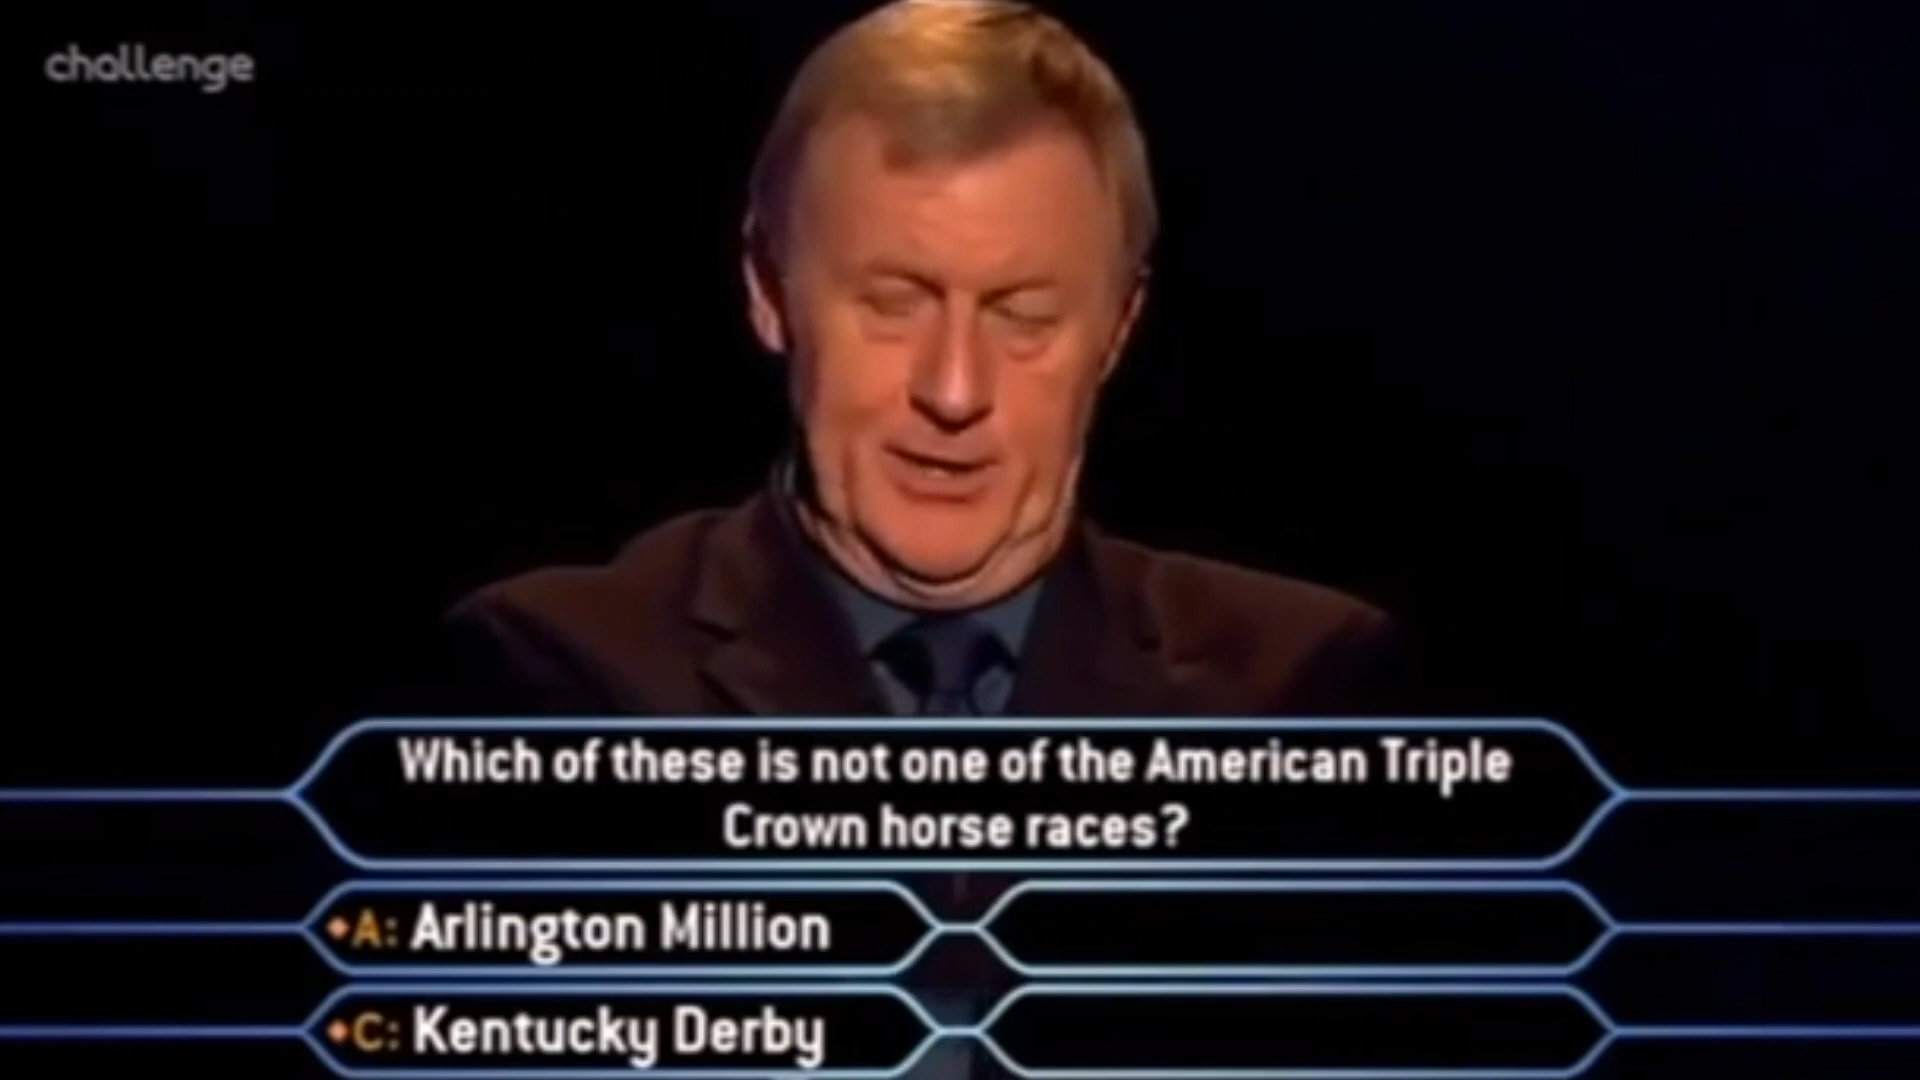 challenge
Which of these is not one of the American Triple
Crown horse races?
A: Arlington Million
C: Kentucky Derby